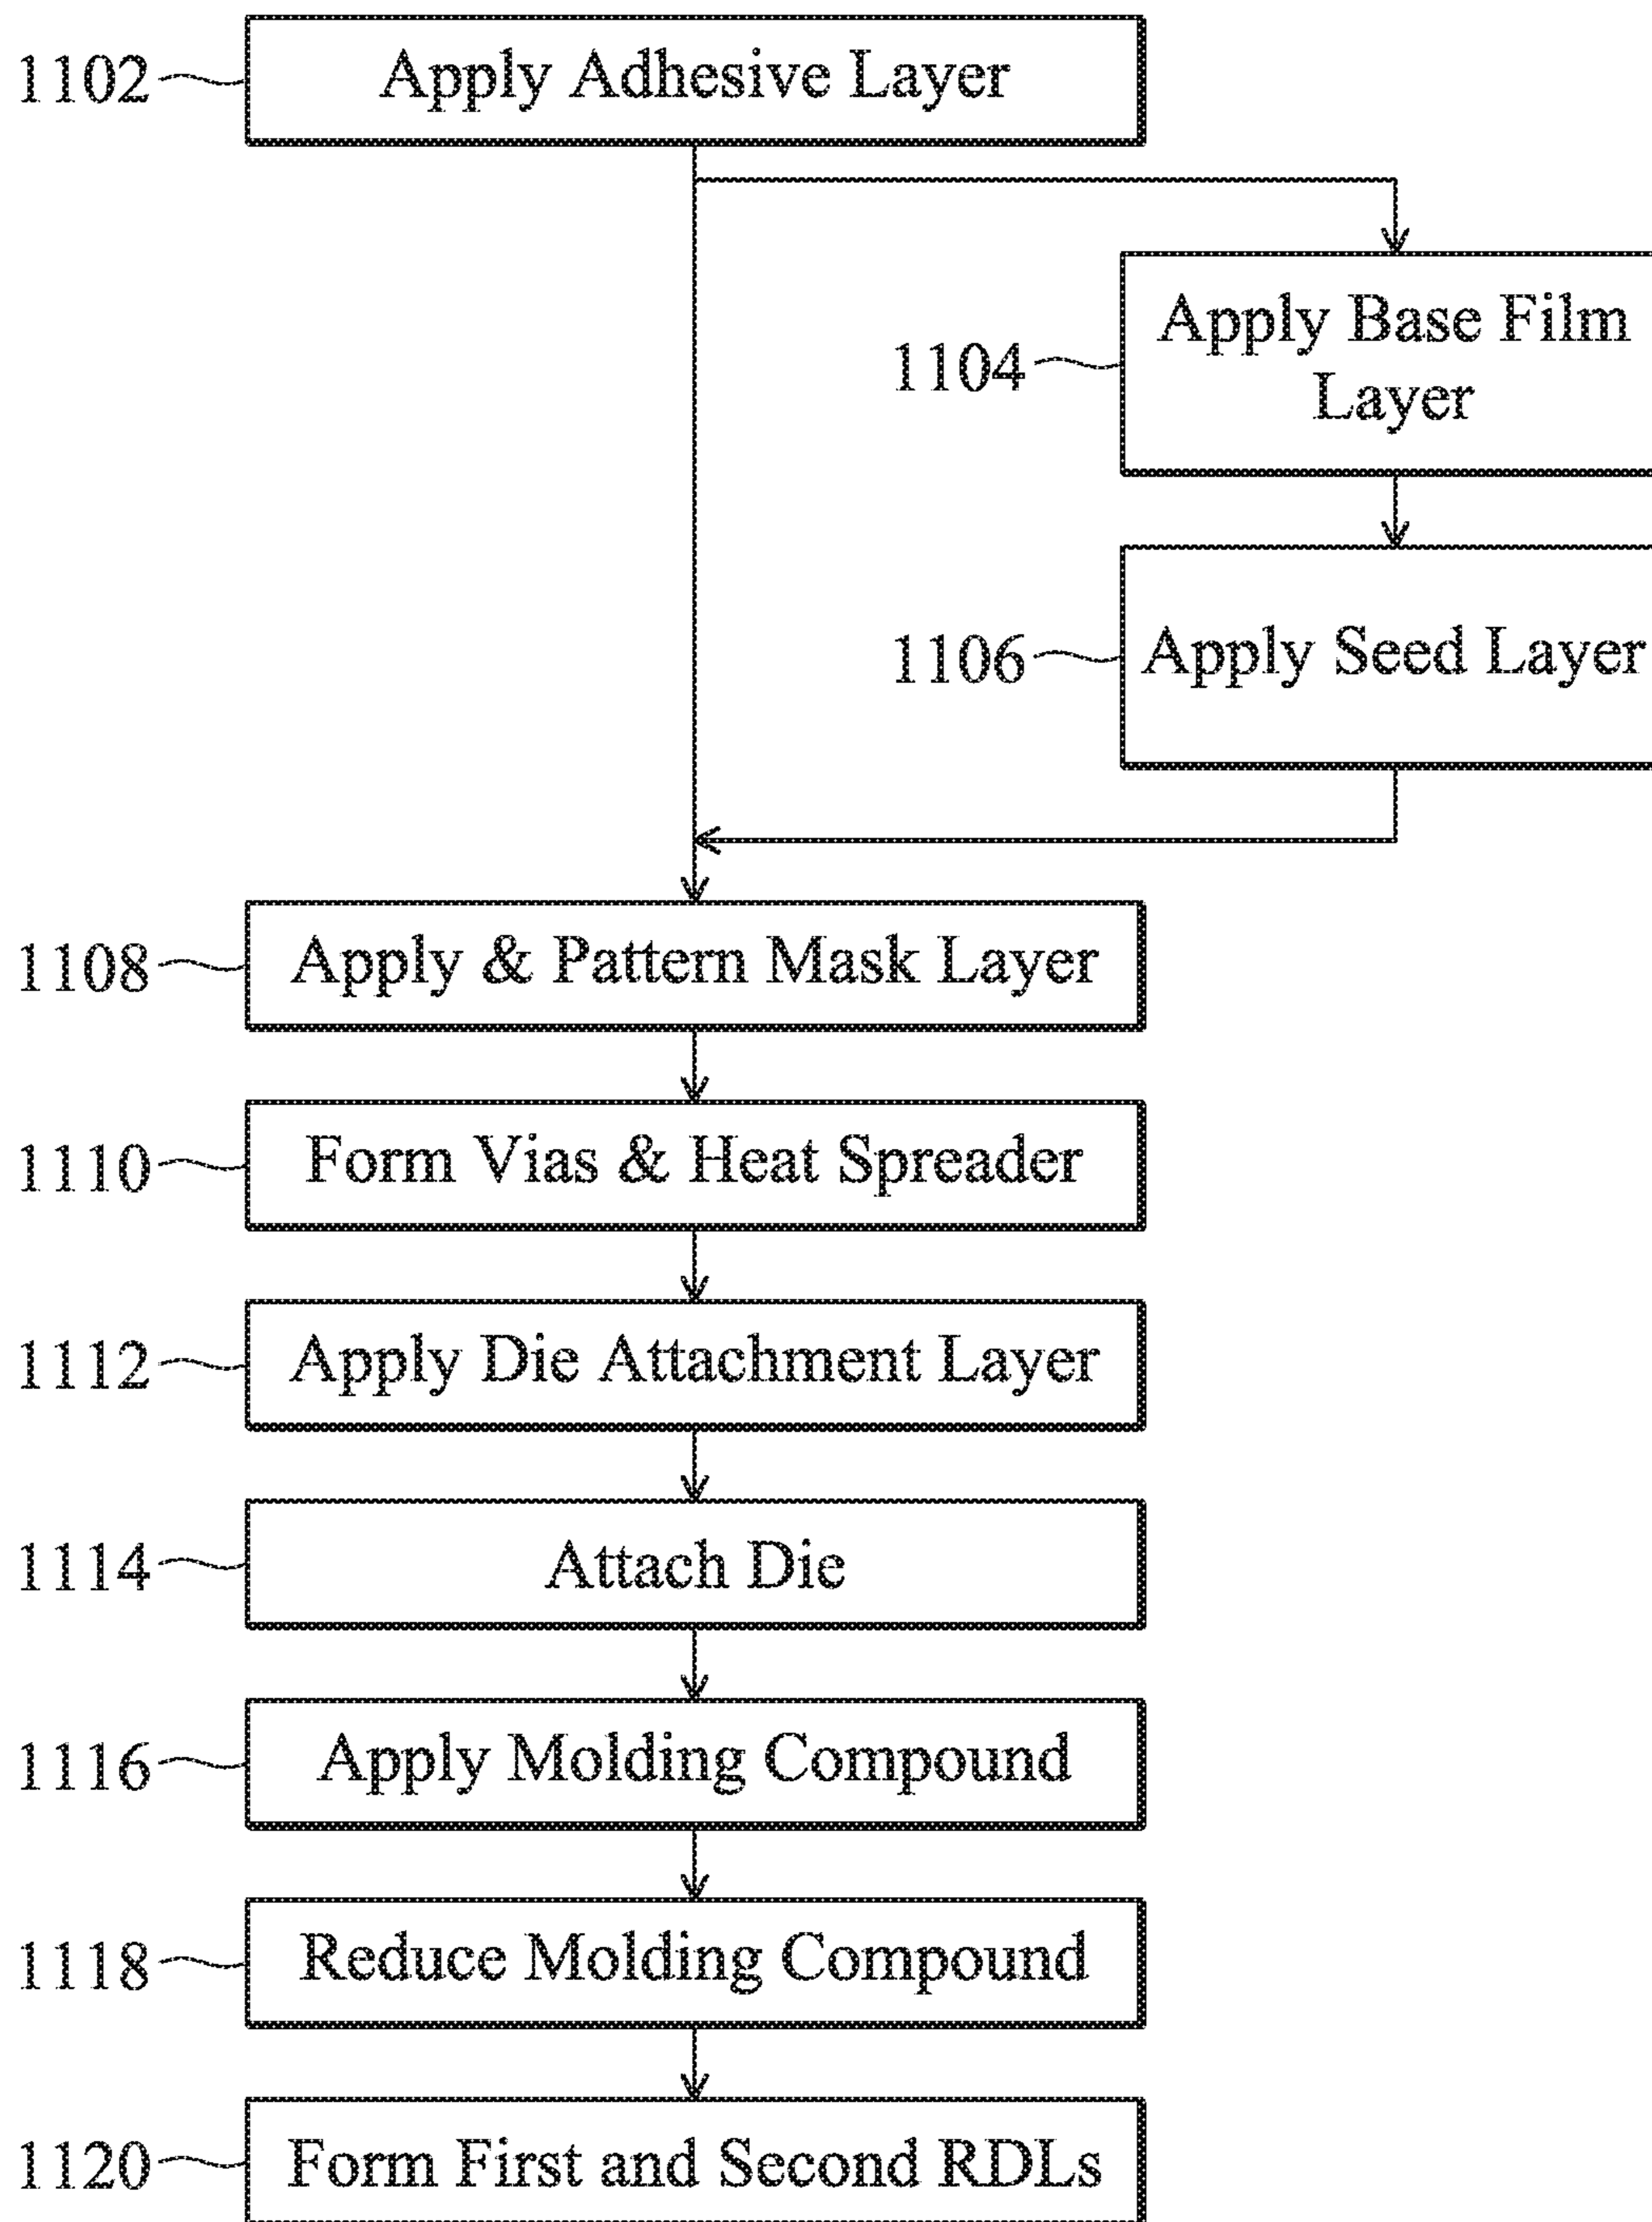 1102 Apply Adhesive Layer
1104 Apply Base Film
Layer
1106 Apply Seed Layer
1108 Apply & Pattern Mask Layer
1110 Form Vias & Heat Spreader
1112 Apply Die Attachment Layer
1114 Attach Die
1116 Apply Molding Compound
1118 Reduce Molding Compound
1120 Form First and Second RDLs